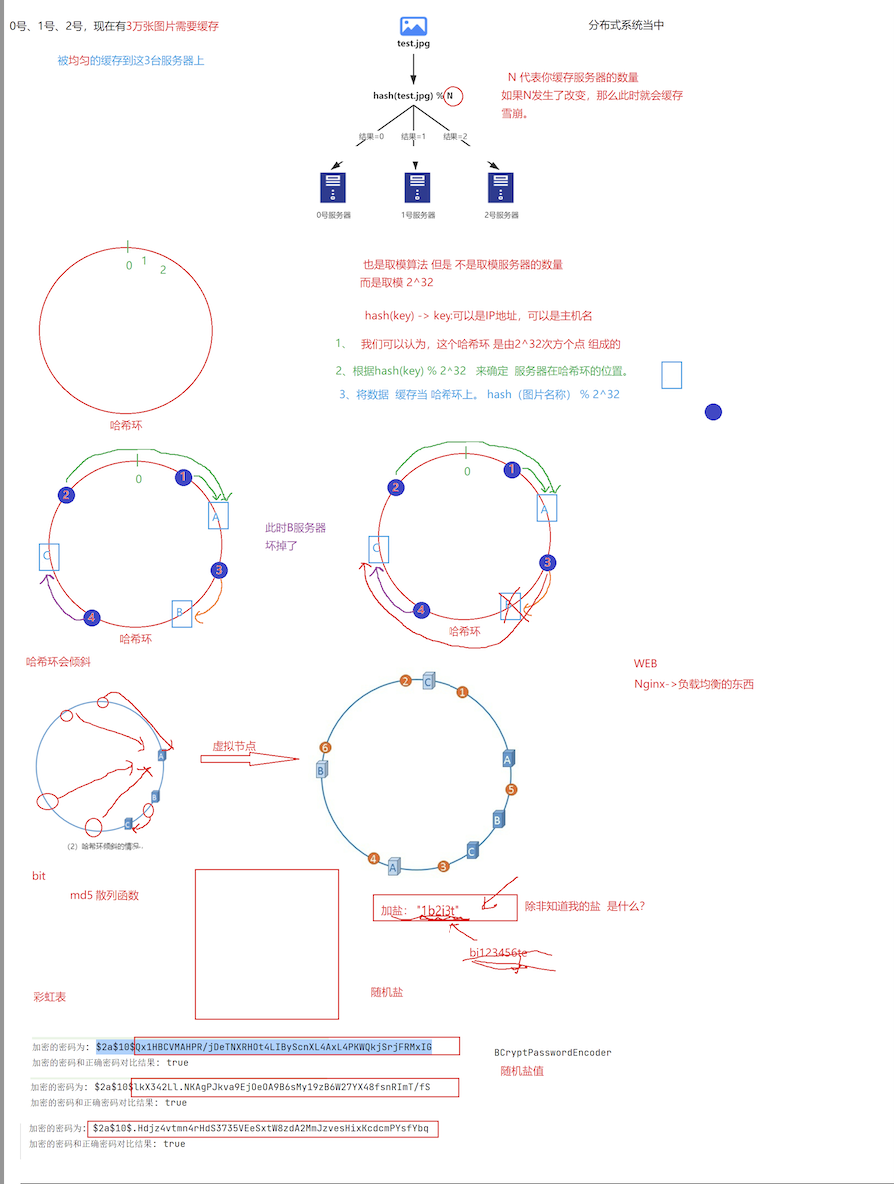 0号、1号、2号，现在有3万张图片需要缓存
被均匀的缓存到这3台服务器上
test.jpg
分布式系统当中
hash(test.jpg) % N
N 代表你缓存服务器的数量
如果N发生了改变，那么此时就会缓存
雪崩。
结果=0 结果=1 结果=2
0号服务器 1号服务器 2号服务器
0 1 2
哈希环
也是取模算法 但是 不是取模服务器的数量
而是取模 2^32
hash(key) -> key:可以是IP地址，可以是主机名
1、 我们可以认为，这个哈希环 是由2^32次方个点 组成的
2、根据hash(key) % 2^32 来确定 服务器在哈希环的位置。
3、将数据 缓存当 哈希环上。 hash（图片名称） % 2^32
0
1
2
A
C
3
B
4
哈希环
此时B服务器
坏掉了
0
1
2
A
C
3
4
哈希环
哈希环会倾斜
WEB
Nginx->负载均衡的东西
A
B
C
（2）哈希环倾斜的情况
虚拟节点
2
C
1
6
B
A
5
B
C
4
A
3
bit
md5 散列函数
加盐： "1b2i3t"
除非知道我的盐 是什么？
bi123456te
彩虹表
随机盐
加密的密码为: $2a$10$Qx1HBCVMAHPR/jDeTNXRHOt4LIByScnXL4AxL4PKWQkjSrjFRMxIG
加密的密码和正确密码对比结果: true
BCryptPasswordEncoder
随机盐值
加密的密码为: $2a$10$lkX342Ll.NKAgPJkva9EjOeOA9B6sMy19zB6W27YX48fsnRImT/fS
加密的密码和正确密码对比结果: true
加密的密码为: $2a$10$.Hdjz4vtmn4rHdS3735VEeSxtW8zdA2MmJzvesHixKcdcmPYsfYbq
加密的密码和正确密码对比结果: true